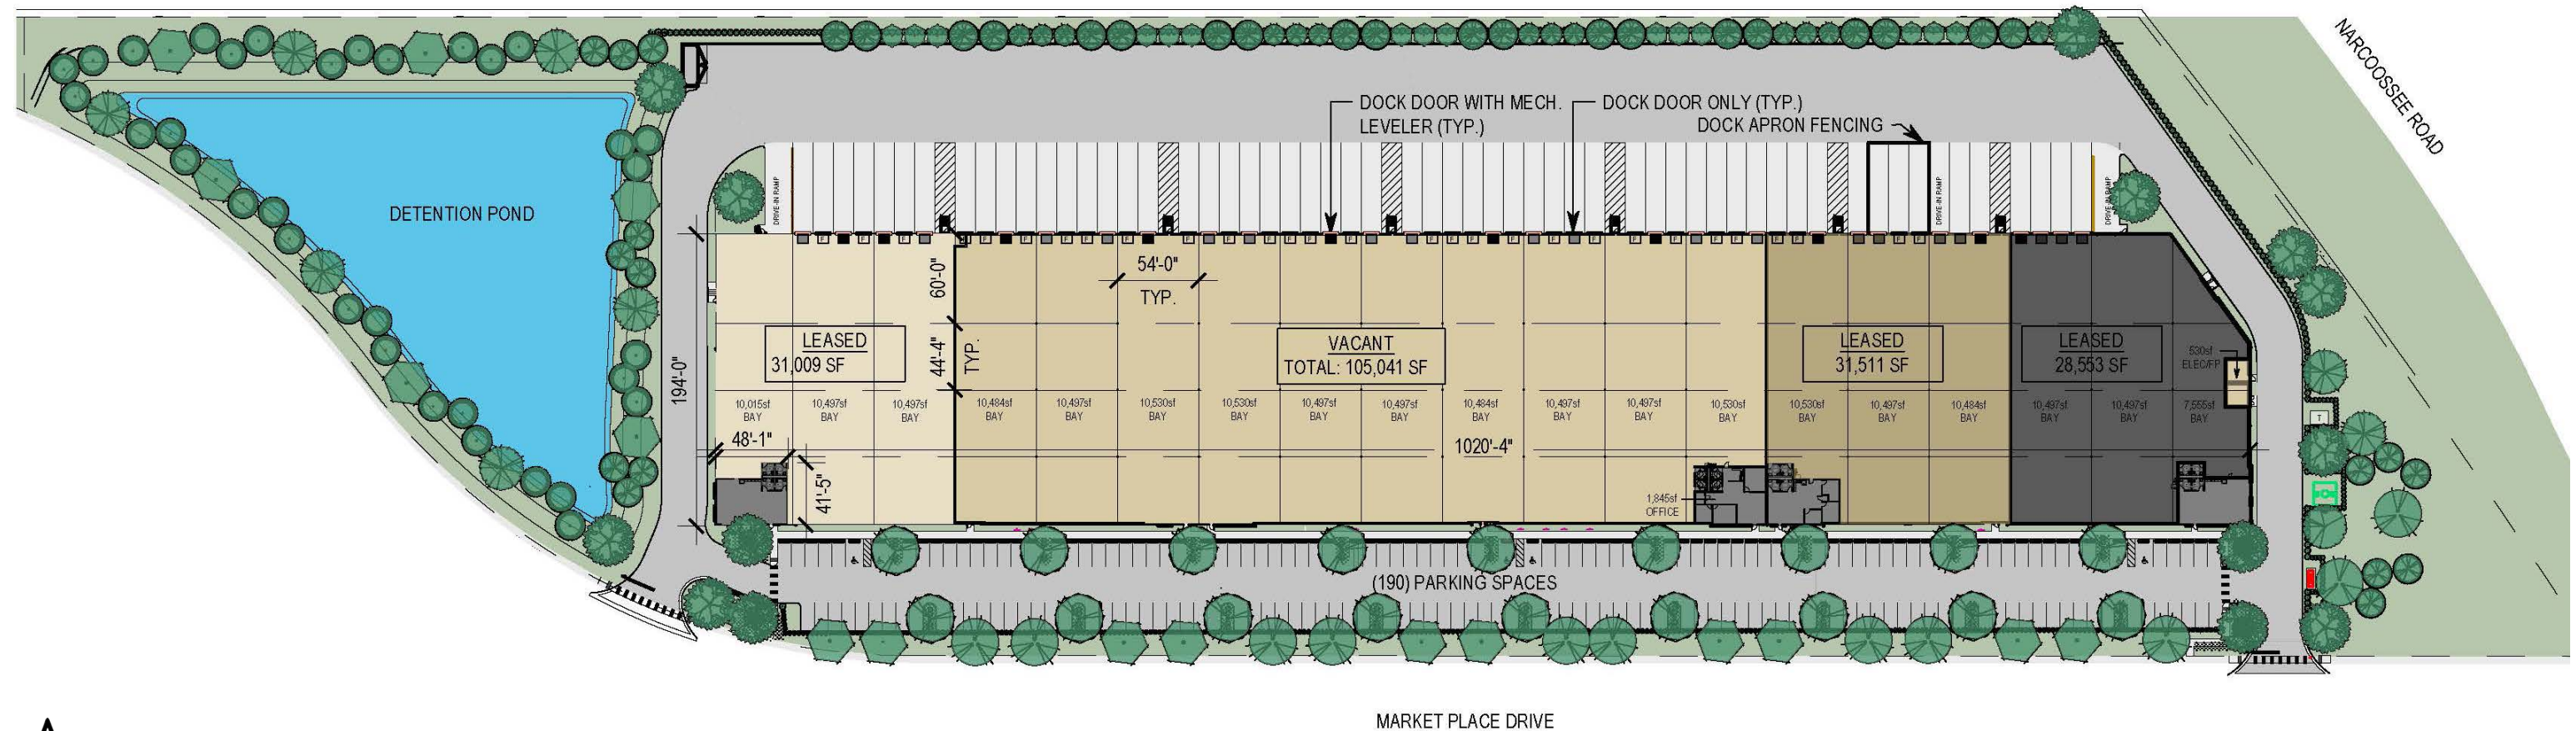 NARCOOSSEE ROAD
DOCK DOOR WITH MECH.
LEVELER (TYP.)
DOCK DOOR ONLY (TYP.)
DOCK APRON FENCING
DETENTION POND
DRIVE-IN RAMP
DRIVE-IN RAMP
DRIVE-IN RAMP
60'-0"
54'-0"
TYP.
44'-4"
TYP.
194'-0"
LEASED
31,009 SF
VACANT
TOTAL: 105,041 SF
LEASED
31,511 SF
LEASED
28,553 SF
530sf
ELEC/FP
10,015sf
BAY
10,497sf
BAY
10,497sf
BAY
10,484sf
BAY
10,497sf
BAY
10,530sf
BAY
10,530sf
BAY
10,497sf
BAY
10,497sf
BAY
10,484sf
BAY
10,497sf
BAY
10,497sf
BAY
10,530sf
BAY
10,530sf
BAY
10,497sf
BAY
10,484sf
BAY
10,497sf
BAY
10,497sf
BAY
7,555sf
BAY
T
48'-1"
1020'-4"
41'-5"
1,845sf
OFFICE
(190) PARKING SPACES
MARKET PLACE DRIVE